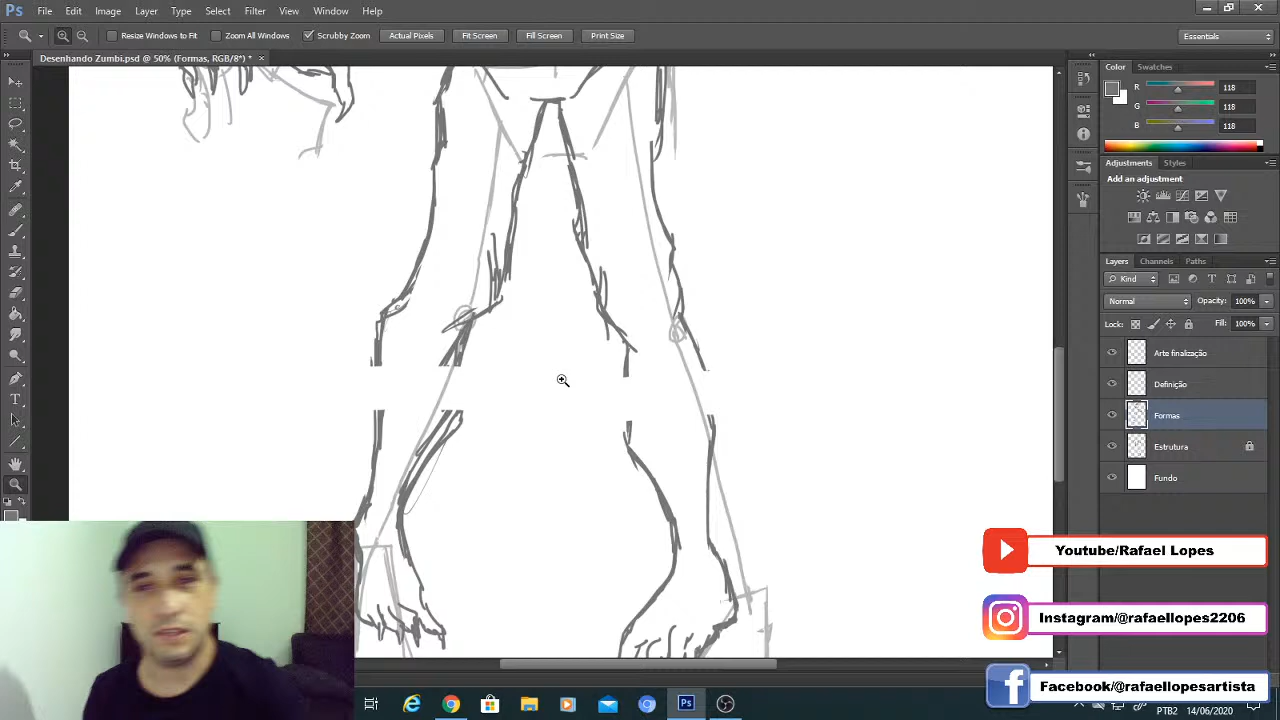 Ps File Edit Image Layer Type Select Filter View Window Help
Resize Windows to Fit Zoom All Windows Scrubby Zoom Actual Pixels Fit Screen Fill Screen Print Size Essentials
Desenhando Zumbi.psd @ 50% (Formas, RGB/8*) *
Color Swatches
R 118
G 118
B 118
Adjustments Styles
Add an adjustment
Layers Channels Paths
Kind
Normal Opacity: 100%
Lock: Fill: 100%
Arte finalização
Definição
Formas
Estrutura
Fundo
Youtube/Rafael Lopes
Instagram/@rafaellopes2206
Facebook/@rafaellopesartista
Ps
PTB2 14/06/2020